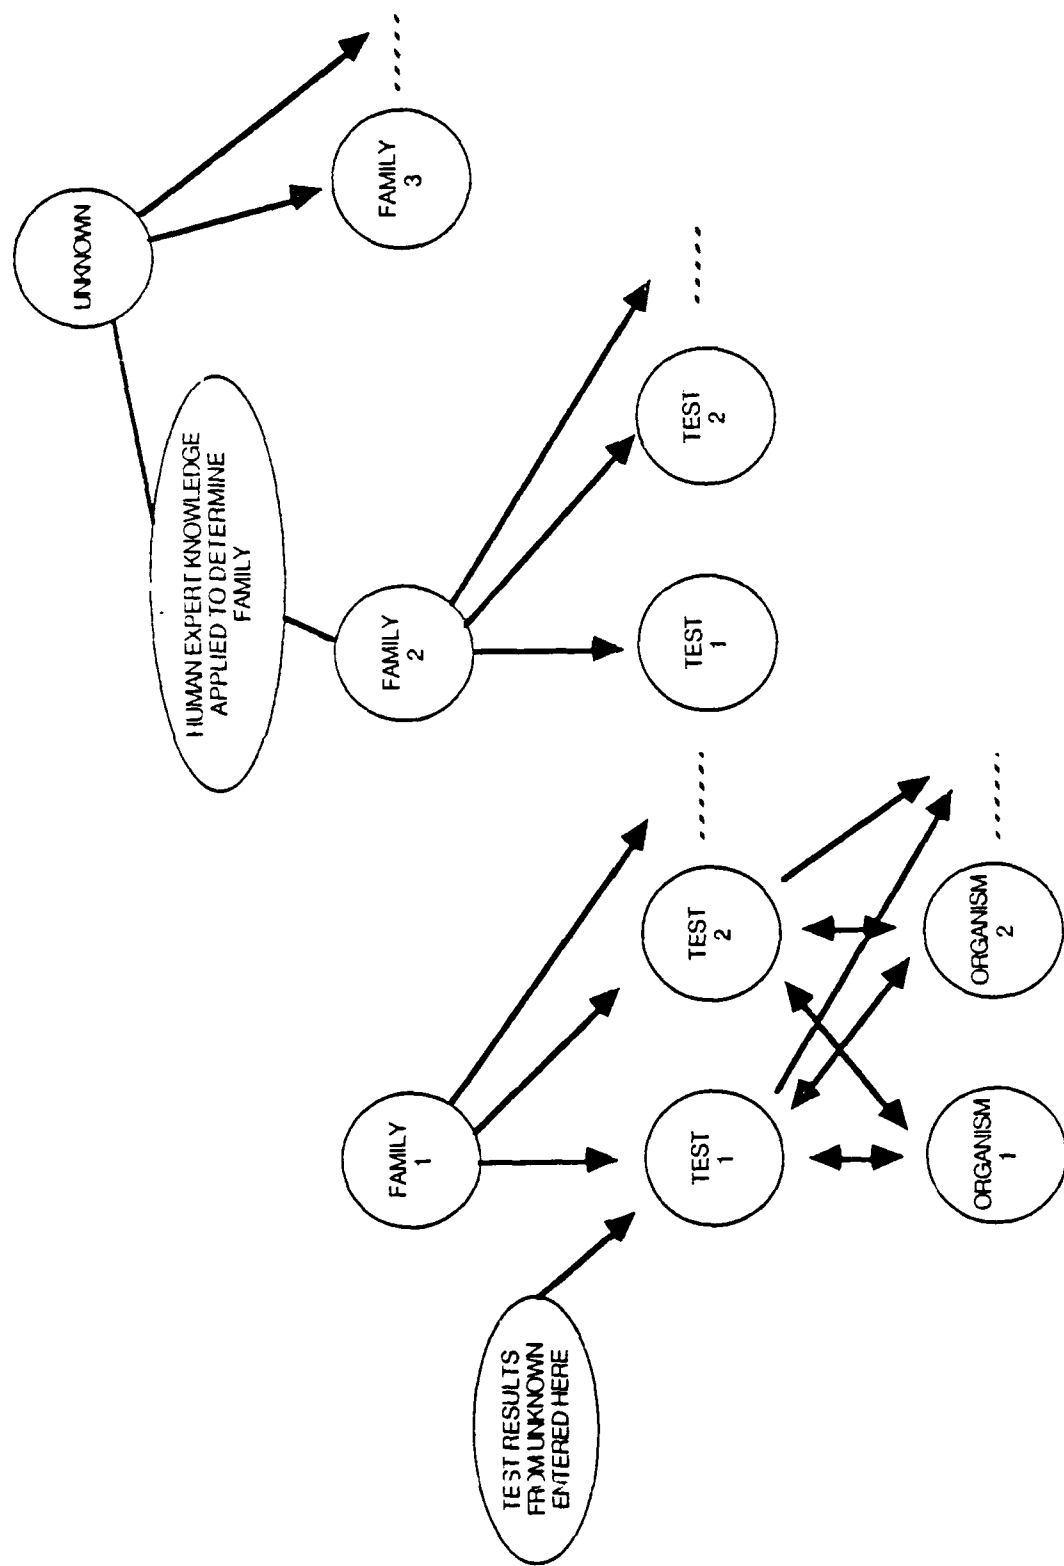 UNKNOWN
HUMAN EXPERT KNOWLEDGE
APPLIED TO DETERMINE
FAMILY
FAMILY
1
FAMILY
2
FAMILY
3
TEST RESULTS
FROM UNKNOWN
ENTERED HERE
TEST
1
TEST
2
TEST
1
TEST
2
ORGANISM
1
ORGANISM
2